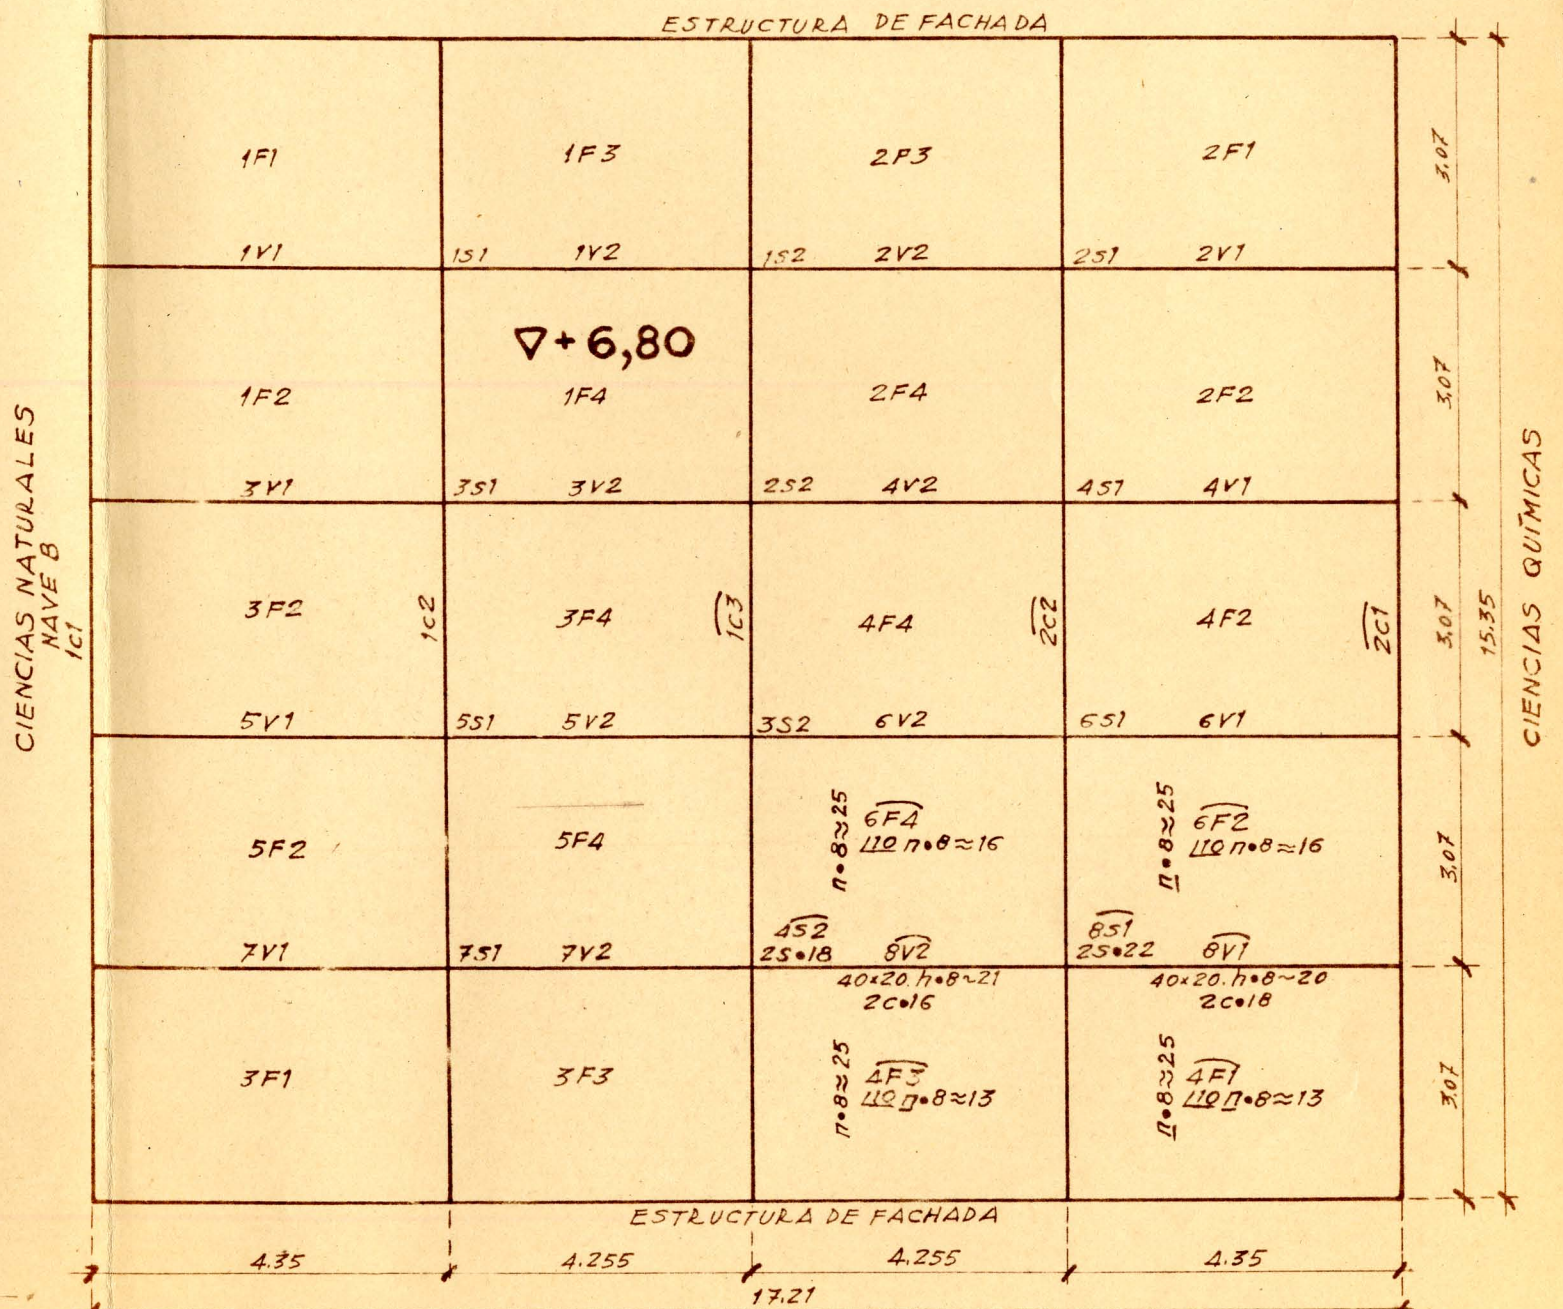 ESTRUCTURA DE FACHADA
1F1 1F3 2F3 2F1 3.07
1V1 1S1 1V2 1S2 2V2 2S1 2V1
∇+6,80
1F2 1F4 2F4 2F2 3.07
3V1 3S1 3V2 2S2 4V2 4S1 4V1
CIENCIAS NATURALES
NAVE B
1C1
3F2 1C2 3F4 1C3 4F4 2C2 4F2 2C1 3.07
15.35
CIENCIAS QUÍMICAS
5V1 5S1 5V2 3S2 6V2 6S1 6V1
5F2 5F4
n•8≈25
6F4
110 n•8≈16
n•8≈25
6F2
110 n•8≈16
3.07
7V1 7S1 7V2
4S2
2S•18
8V2
8S1
2S•22
8V1
40x20. h•8~21
2C•16
40x20. h•8~20
2C•18
3F1 3F3
n•8≈25
4F3
110 n•8≈13
n•8≈25
4F1
110 n•8≈13
3.07
ESTRUCTURA DE FACHADA
4.35 4.255 4.255 4.35
17.21